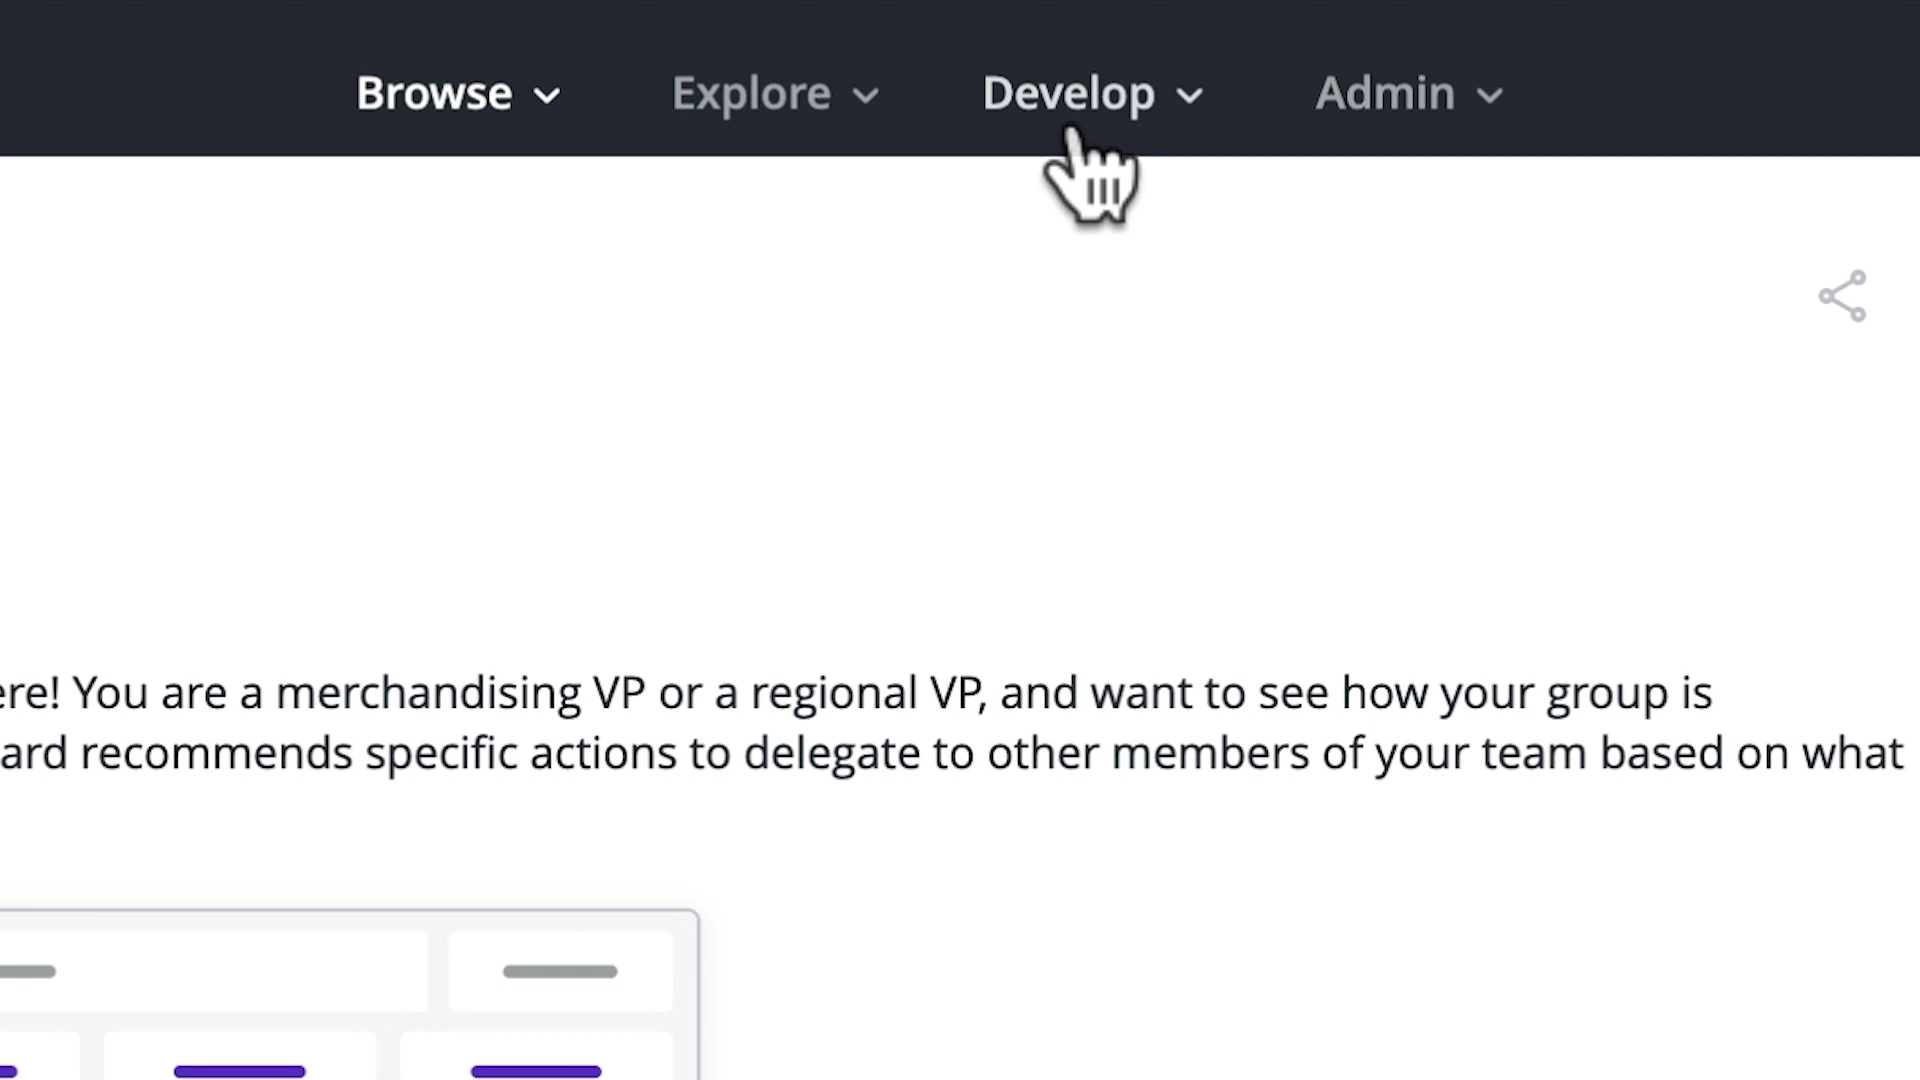 Browse Explore Develop Admin
ere! You are a merchandising VP or a regional VP, and want to see how your group is
ard recommends specific actions to delegate to other members of your team based on what